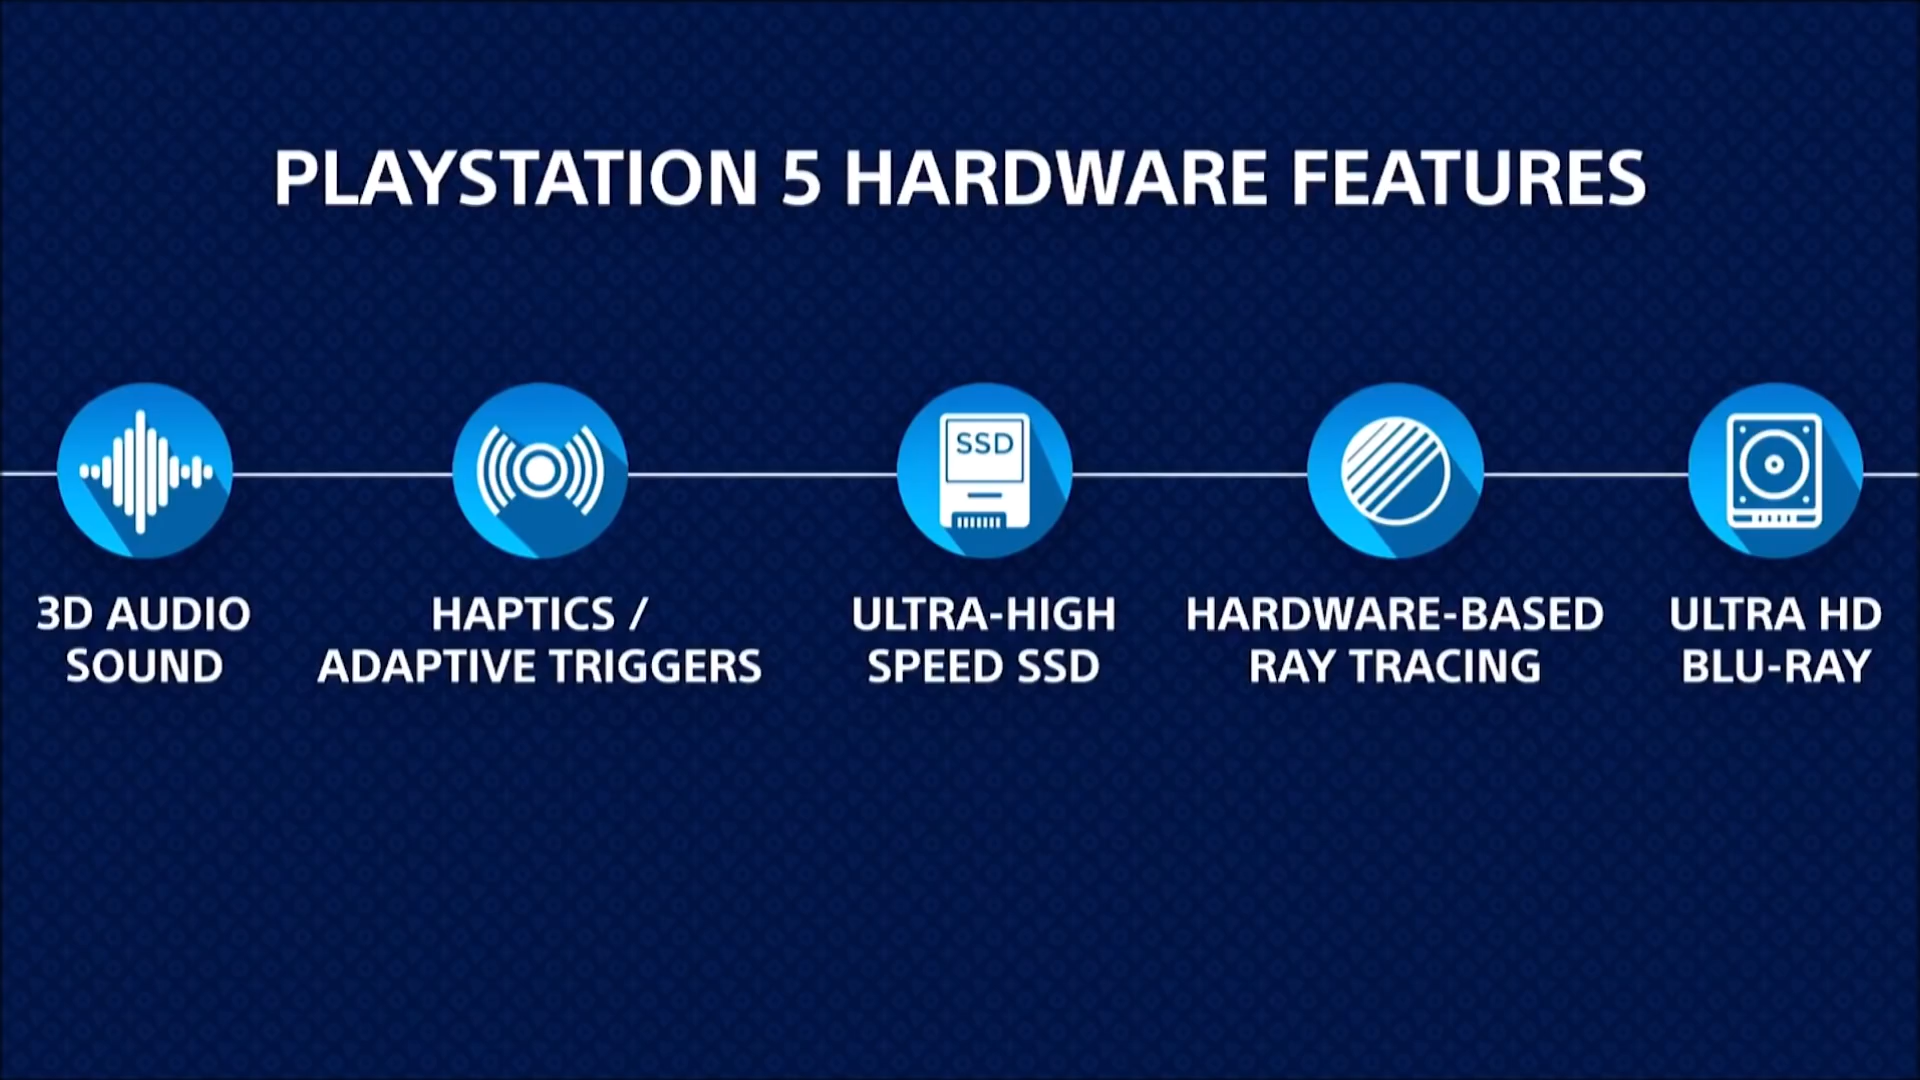 PLAYSTATION 5 HARDWARE FEATURES
SSD
3D AUDIO
SOUND
HAPTICS /
ADAPTIVE TRIGGERS
ULTRA-HIGH
SPEED SSD
HARDWARE-BASED
RAY TRACING
ULTRA HD
BLU-RAY